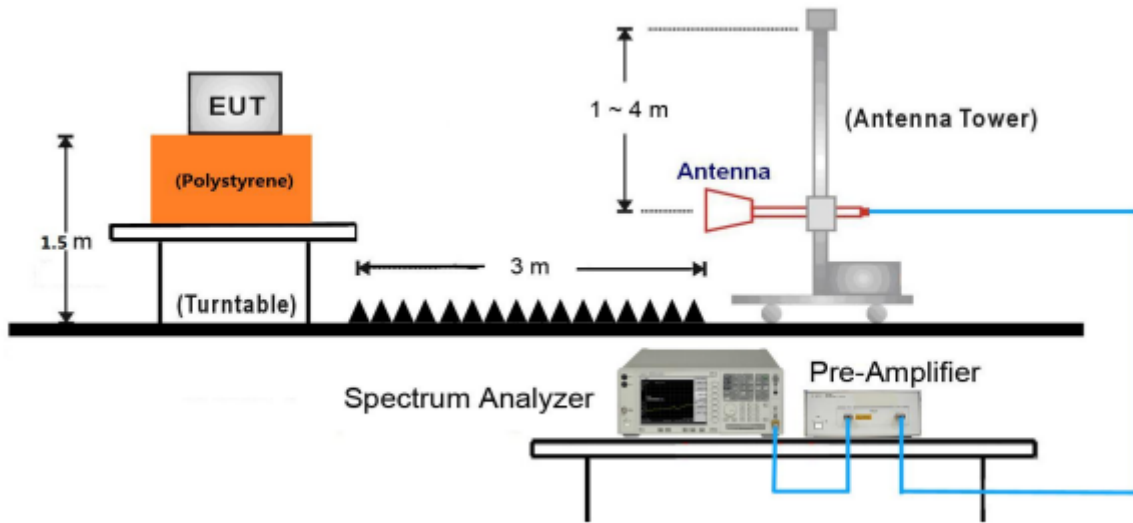 EUT
1 ~ 4 m
(Antenna Tower)
(Polystyrene)
Antenna
1.5 m
3 m
(Turntable)
Spectrum Analyzer
Pre-Amplifier